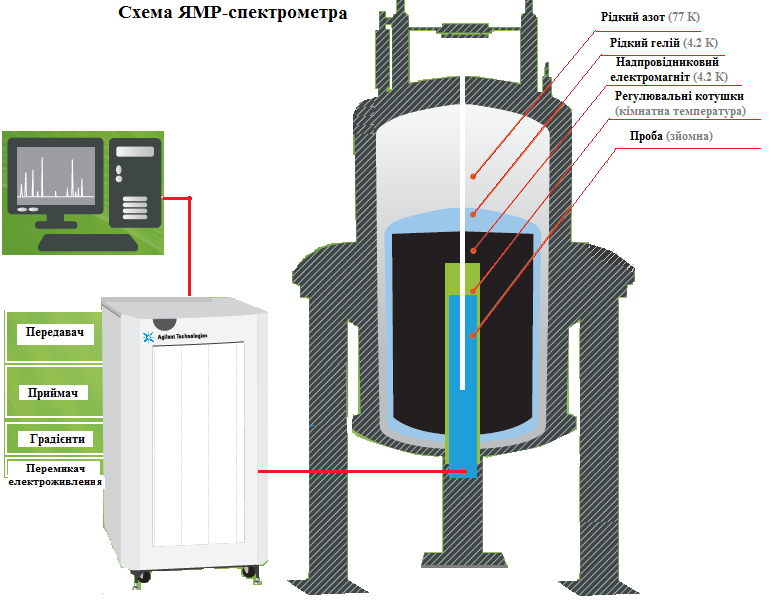 Схема ЯМР-спектрометра
Рідкий азот (77 К)
Рідкий гелій (4.2 К)
Надпровідниковий
електромагніт (4.2 К)
Регулювальні котушки
(кімнатна температура)
Проба (зйомна)
Передавач
Приймач
Градієнти
Перемикач
електроживлення
Agilent Technologies